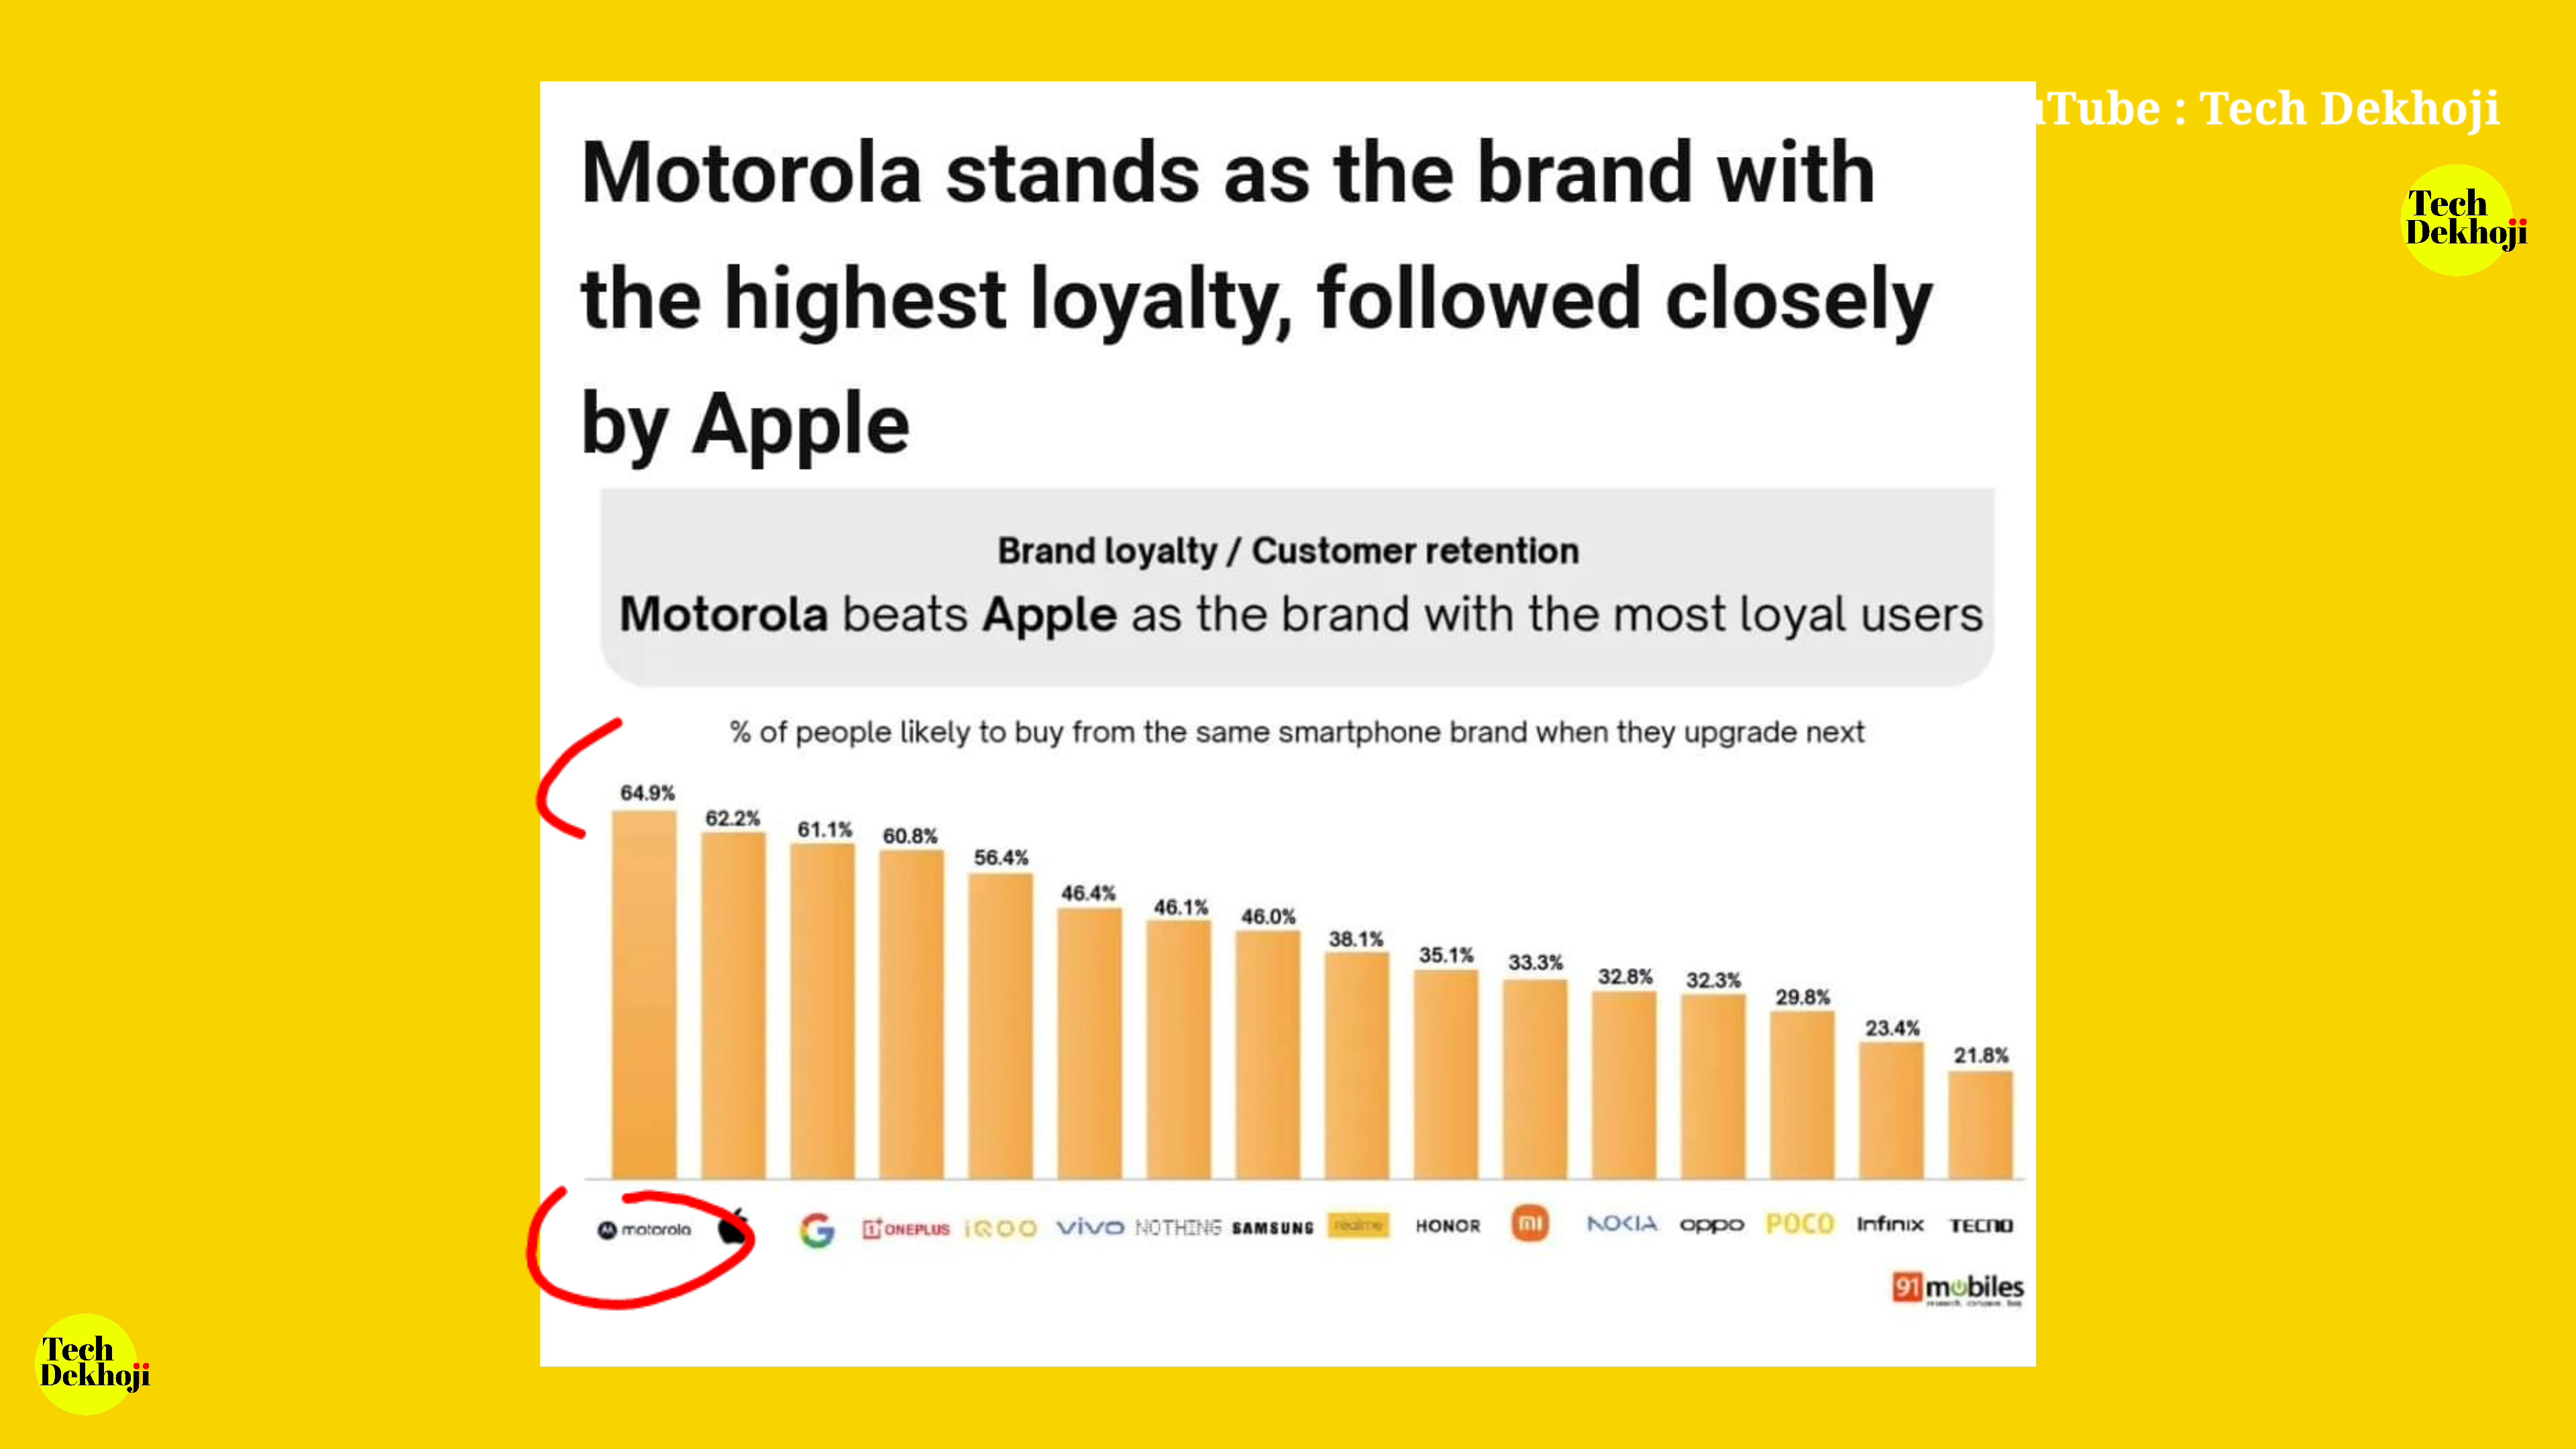 uTube : Tech Dekhoji
Tech
Dekhoji
Motorola stands as the brand with
the highest loyalty, followed closely
by Apple
Brand loyalty / Customer retention
Motorola beats Apple as the brand with the most loyal users
% of people likely to buy from the same smartphone brand when they upgrade next
64.9% 62.2% 61.1% 60.8% 56.4% 46.4% 46.1% 46.0% 38.1% 35.1% 33.3% 32.8% 32.3% 29.8% 23.4% 21.8%
motorola G ONEPLUS iQOO vivo NOTHING SAMSUNG realme HONOR mi NOKIA oppo POCO Infinix TECNO
91mobiles
Tech
Dekhoji